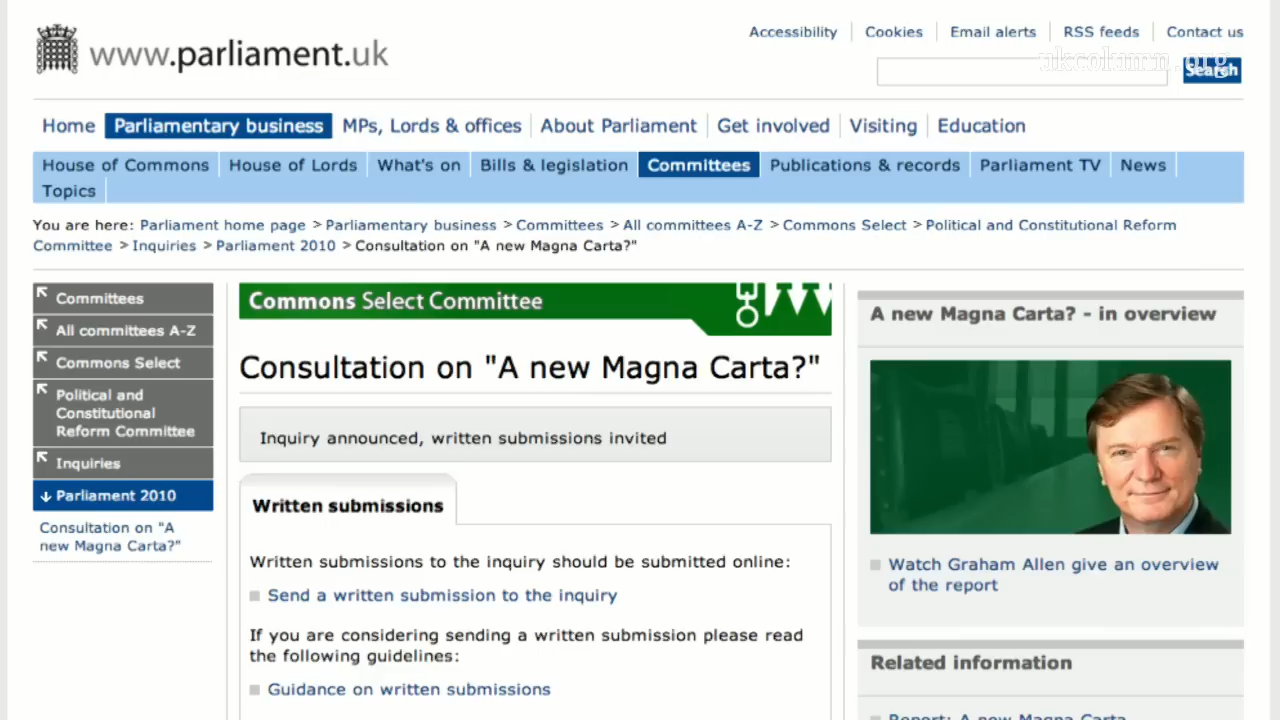 www.parliament.uk
Accessibility
Cookies
Email alerts
RSS feeds
Contact us
ukcolumn.org
Search
Home
Parliamentary business
MPs, Lords & offices
About Parliament
Get involved
Visiting
Education
House of Commons
House of Lords
What's on
Bills & legislation
Committees
Publications & records
Parliament TV
News
Topics
You are here: Parliament home page > Parliamentary business > Committees > All committees A-Z > Commons Select > Political and Constitutional Reform
Committee > Inquiries > Parliament 2010 > Consultation on "A new Magna Carta?"
Committees
All committees A-Z
Commons Select
Political and
Constitutional
Reform Committee
Inquiries
Parliament 2010
Consultation on "A
new Magna Carta?"
Commons Select Committee
Consultation on "A new Magna Carta?"
Inquiry announced, written submissions invited
Written submissions
Written submissions to the inquiry should be submitted online:
Send a written submission to the inquiry
If you are considering sending a written submission please read
the following guidelines:
Guidance on written submissions
A new Magna Carta? - in overview
Watch Graham Allen give an overview
of the report
Related information
Report: A new Magna Carta